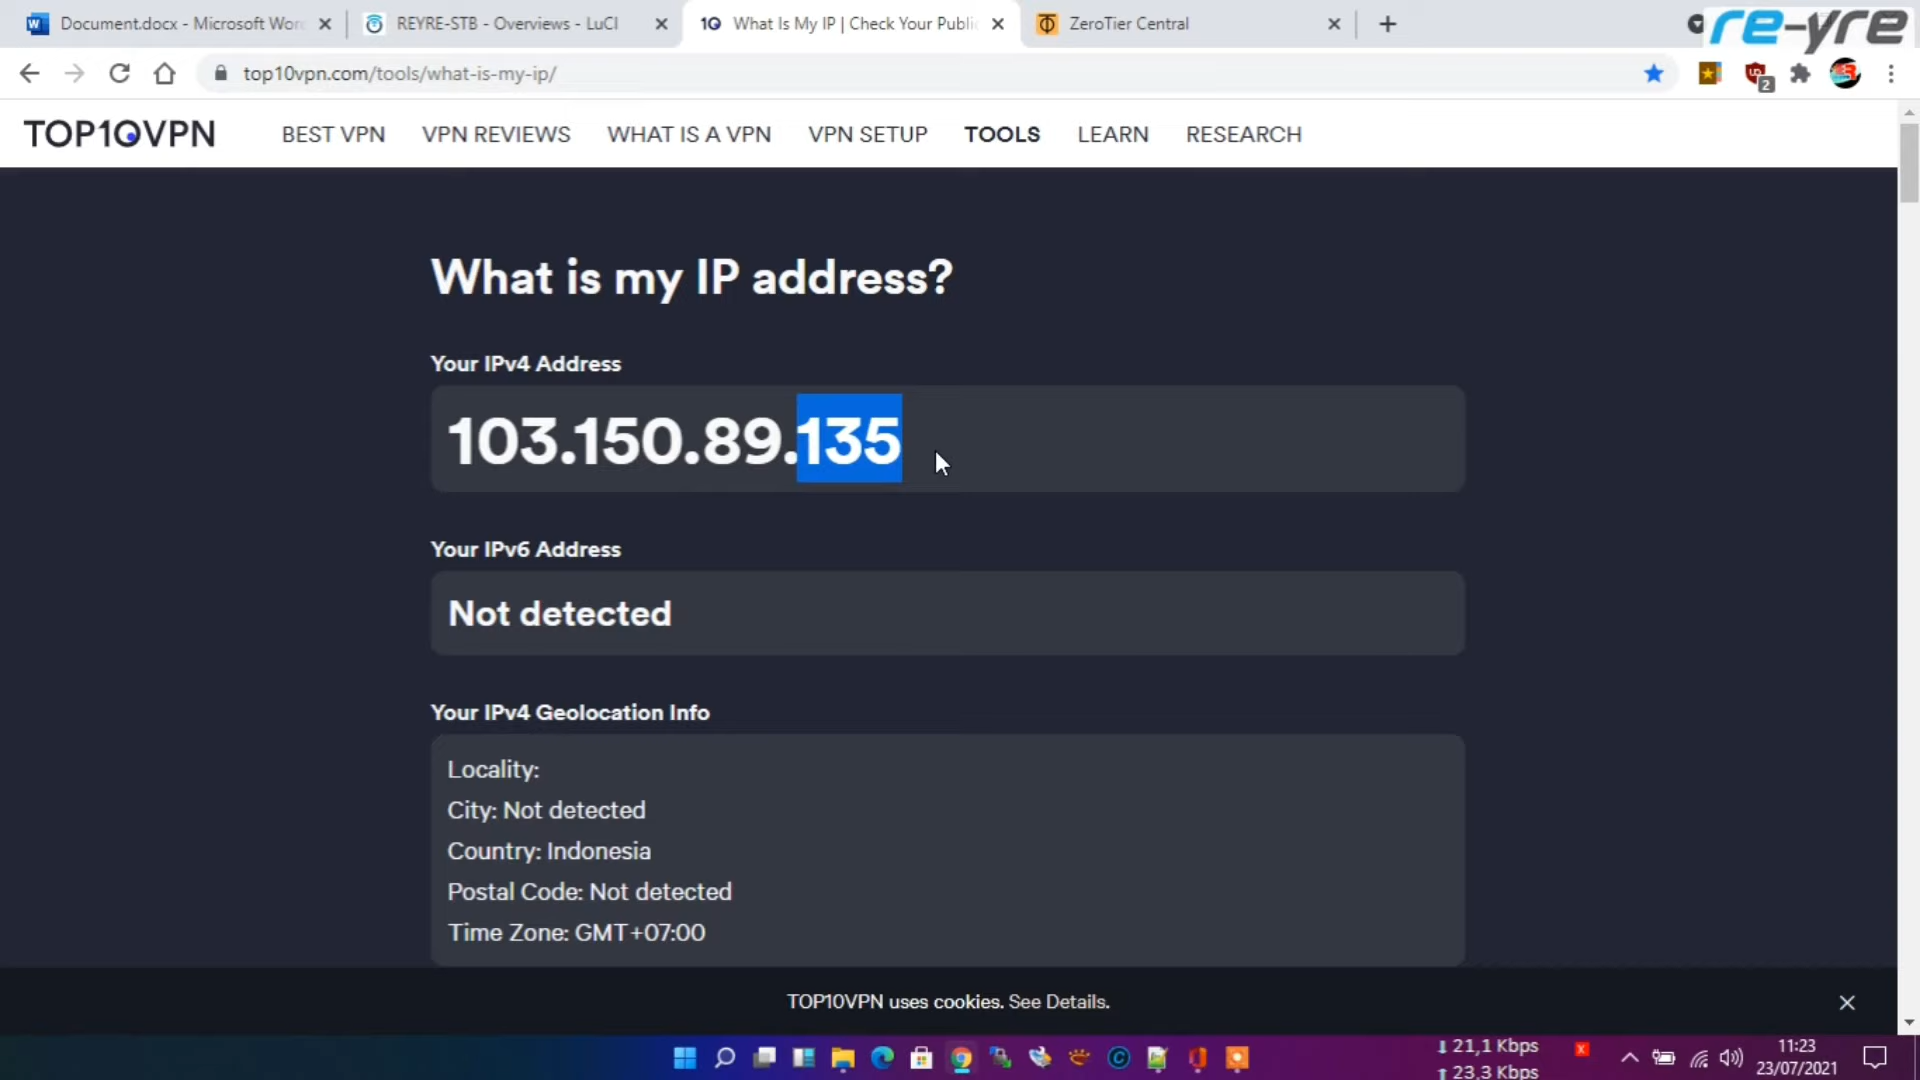 Document.docx - Microsoft Wor
REYRE-STB - Overviews - LuCI
What Is My IP | Check Your Publi
ZeroTier Central
re-yre
top10vpn.com/tools/what-is-my-ip/
2
TOP10VPN
BEST VPN
VPN REVIEWS
WHAT IS A VPN
VPN SETUP
TOOLS
LEARN
RESEARCH
What is my IP address?
Your IPv4 Address
103.150.89.135
Your IPv6 Address
Not detected
Your IPv4 Geolocation Info
Locality:
City: Not detected
Country: Indonesia
Postal Code: Not detected
Time Zone: GMT+07:00
TOP10VPN uses cookies. See Details.
21,1 Kbps
23,3 Kbps
11:23
23/07/2021